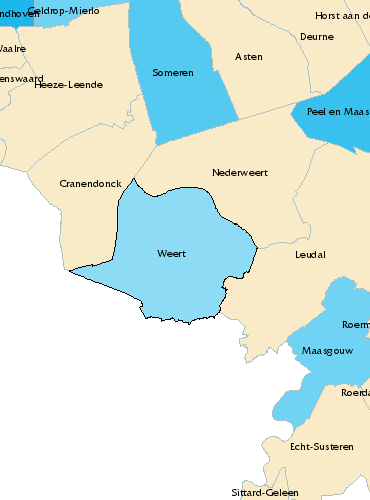 ndhoven
Geldrop-Mierlo
Horst aan de
Deurne
Waalre
Asten
Someren
enswaard
Heeze-Leende
Peel en Maas
Nederweert
Cranendonck
Weert
Leudal
Roerm
Maasgouw
Roerda
Echt-Susteren
Sittard-Geleen